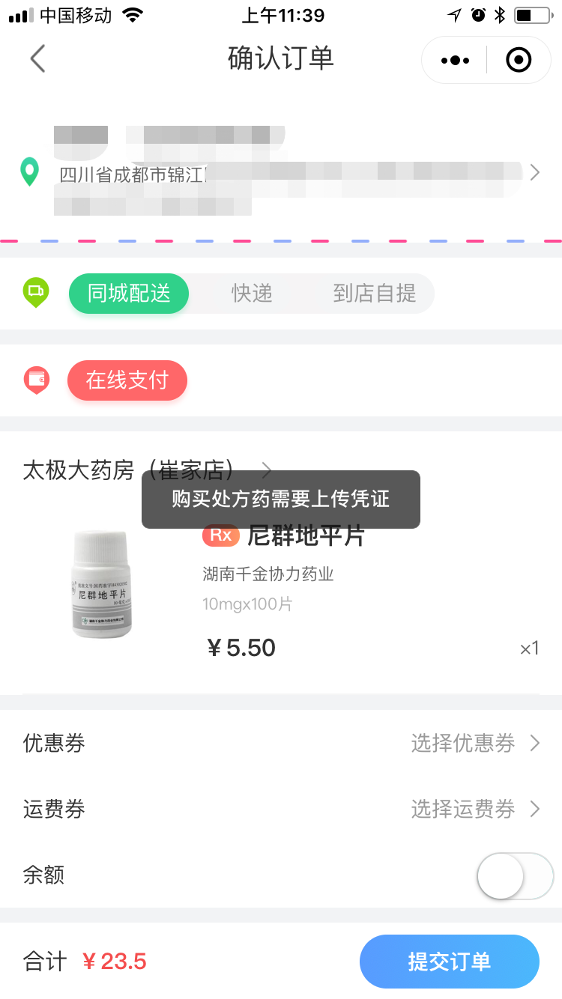 中国移动 上午11:39
确认订单
四川省成都市锦江
同城配送 快递 到店自提
在线支付
太极大药房（崔家店）
购买处方药需要上传凭证
Rx 尼群地平片
湖南千金协力药业
10mgx100片
尼群地平片
¥ 5.50 ×1
优惠券 选择优惠券
运费券 选择运费券
余额
合计 ¥ 23.5 提交订单